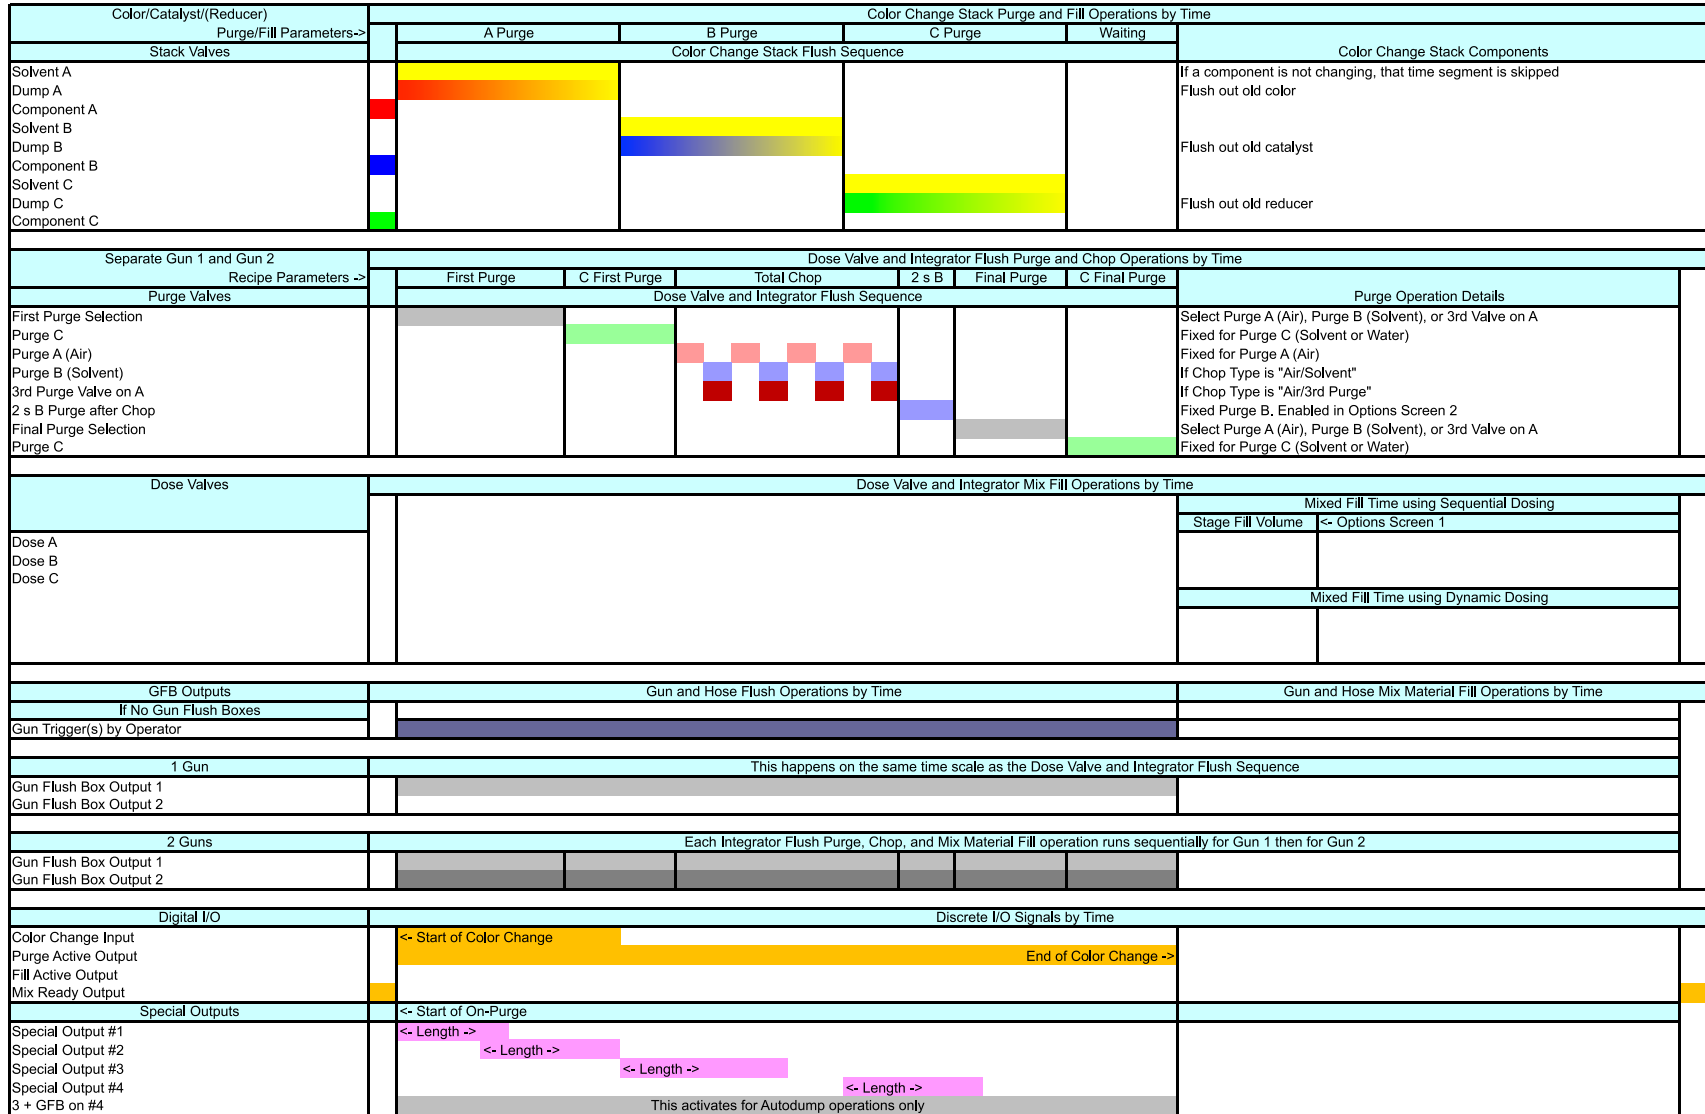 Color/Catalyst/(Reducer)
Color Change Stack Purge and Fill Operations by Time
Purge/Fill Parameters->
A Purge
B Purge
C Purge
Waiting
Stack Valves
Color Change Stack Flush Sequence
Color Change Stack Components
Solvent A
If a component is not changing, that time segment is skipped
Dump A
Flush out old color
Component A
Solvent B
Dump B
Flush out old catalyst
Component B
Solvent C
Dump C
Flush out old reducer
Component C
Separate Gun 1 and Gun 2
Dose Valve and Integrator Flush Purge and Chop Operations by Time
Recipe Parameters ->
First Purge
C First Purge
Total Chop
2 s B
Final Purge
C Final Purge
Purge Valves
Dose Valve and Integrator Flush Sequence
Purge Operation Details
First Purge Selection
Select Purge A (Air), Purge B (Solvent), or 3rd Valve on A
Purge C
Fixed for Purge C (Solvent or Water)
Purge A (Air)
Fixed for Purge A (Air)
Purge B (Solvent)
If Chop Type is "Air/Solvent"
3rd Purge Valve on A
If Chop Type is "Air/3rd Purge"
2 s B Purge after Chop
Fixed Purge B. Enabled in Options Screen 2
Final Purge Selection
Select Purge A (Air), Purge B (Solvent), or 3rd Valve on A
Purge C
Fixed for Purge C (Solvent or Water)
Dose Valves
Dose Valve and Integrator Mix Fill Operations by Time
Mixed Fill Time using Sequential Dosing
Stage Fill Volume
<- Options Screen 1
Dose A
Dose B
Dose C
Mixed Fill Time using Dynamic Dosing
GFB Outputs
Gun and Hose Flush Operations by Time
Gun and Hose Mix Material Fill Operations by Time
If No Gun Flush Boxes
Gun Trigger(s) by Operator
1 Gun
This happens on the same time scale as the Dose Valve and Integrator Flush Sequence
Gun Flush Box Output 1
Gun Flush Box Output 2
2 Guns
Each Integrator Flush Purge, Chop, and Mix Material Fill operation runs sequentially for Gun 1 then for Gun 2
Gun Flush Box Output 1
Gun Flush Box Output 2
Digital I/O
Discrete I/O Signals by Time
Color Change Input
<- Start of Color Change
Purge Active Output
End of Color Change ->
Fill Active Output
Mix Ready Output
Special Outputs
<- Start of On-Purge
Special Output #1
<- Length ->
Special Output #2
<- Length ->
Special Output #3
<- Length ->
Special Output #4
<- Length ->
3 + GFB on #4
This activates for Autodump operations only